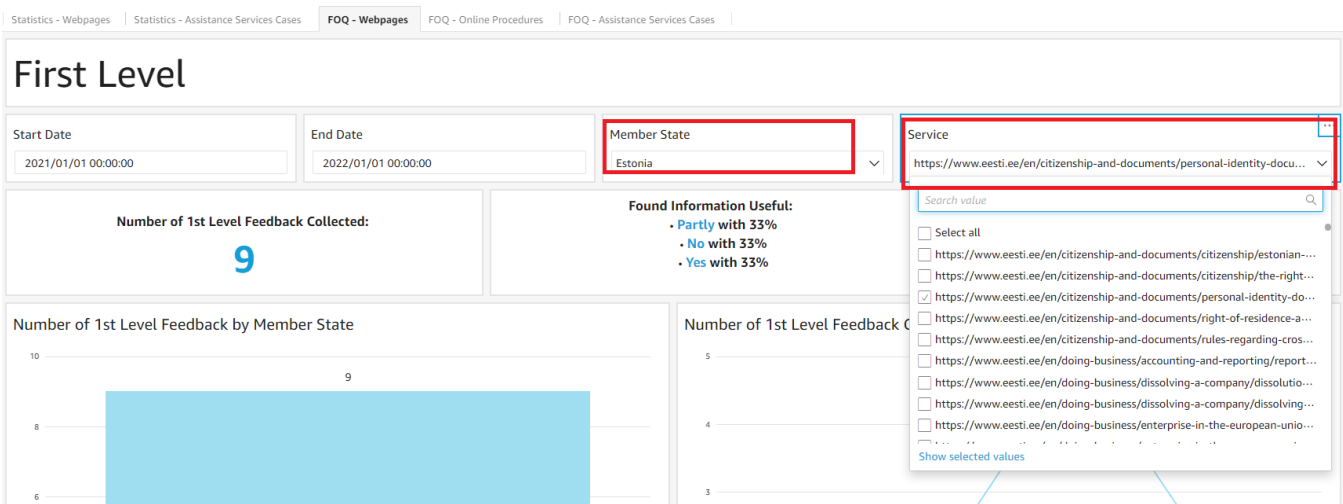 Statistics - Webpages
Statistics - Assistance Services Cases
FOQ - Webpages
FOQ - Online Procedures
FOQ - Assistance Services Cases
First Level
Start Date
2021/01/01 00:00:00
End Date
2022/01/01 00:00:00
Member State
Estonia
Service
https://www.eesti.ee/en/citizenship-and-documents/personal-identity-docu...
Search value
Select all
https://www.eesti.ee/en/citizenship-and-documents/citizenship/estonian-...
https://www.eesti.ee/en/citizenship-and-documents/citizenship/the-right...
https://www.eesti.ee/en/citizenship-and-documents/personal-identity-do...
https://www.eesti.ee/en/citizenship-and-documents/right-of-residence-a...
https://www.eesti.ee/en/citizenship-and-documents/rules-regarding-cros...
https://www.eesti.ee/en/doing-business/accounting-and-reporting/report...
https://www.eesti.ee/en/doing-business/dissolving-a-company/dissolutio...
https://www.eesti.ee/en/doing-business/dissolving-a-company/dissolving...
https://www.eesti.ee/en/doing-business/enterprise-in-the-european-unio...
Show selected values
Number of 1st Level Feedback Collected:
9
Found Information Useful:
• Partly with 33%
• No with 33%
• Yes with 33%
Number of 1st Level Feedback by Member State
10
9
8
6
Number of 1st Level Feedback
5
4
3